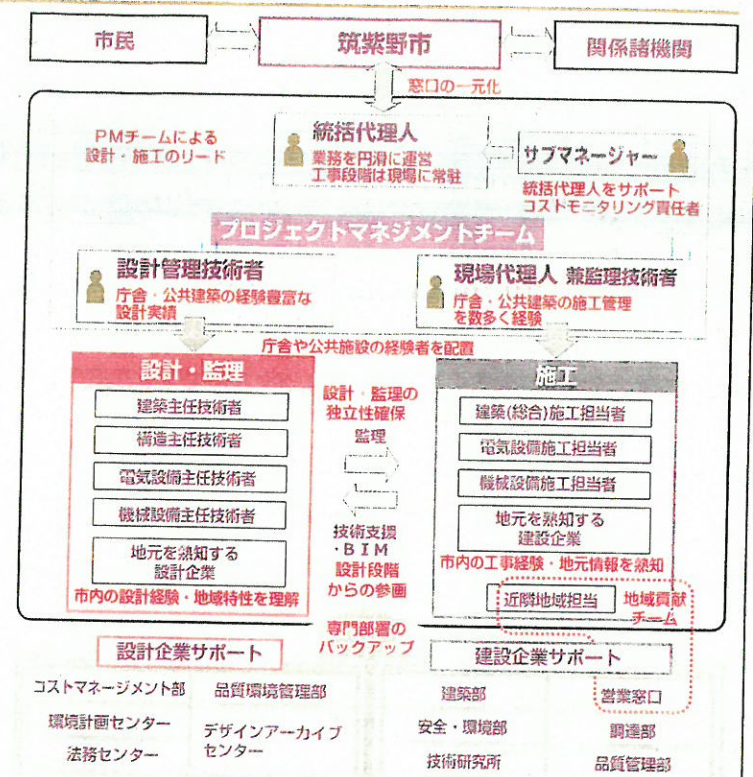 市民
筑紫野市
関係諸機関
窓口の一元化
PMチームによる
設計・施工のリード
統括代理人
業務を円滑に運営
工事段階は現場に常駐
サブマネージャー
統括代理人をサポート
コストモニタリング責任者
プロジェクトマネジメントチーム
設計管理技術者
庁舎・公共建築の経験豊富な
設計実績
現場代理人 兼監理技術者
庁舎・公共建築の施工管理
を数多く経験
庁舎や公共施設の経験者を配置
設計・監理
建築主任技術者
構造主任技術者
電気設備主任技術者
機械設備主任技術者
地元を熟知する
設計企業
市内の設計経験・地域特性を理解
設計・監理の
独立性確保
監理
技術支援
・BIM
設計段階
からの参画
施工
建築(総合)施工担当者
電気設備施工担当者
機械設備施工担当者
地元を熟知する
建設企業
市内の工事経験・地元情報を熟知
近隣地域担当
地域貢献
チーム
専門部署の
バックアップ
設計企業サポート
コストマネージメント部
品質環境管理部
環境計画センター
デザインアーカイブ
センター
法務センター
建設企業サポート
建築部
営業窓口
安全・環境部
調達部
技術研究所
品質管理部